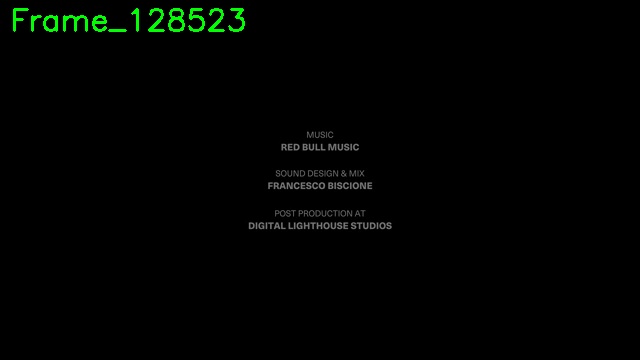 Frame_128523
MUSIC
RED BULL MUSIC
SOUND DESIGN & MIX
FRANCESCO BISCIONE
POST PRODUCTION AT
DIGITAL LIGHTHOUSE STUDIOS